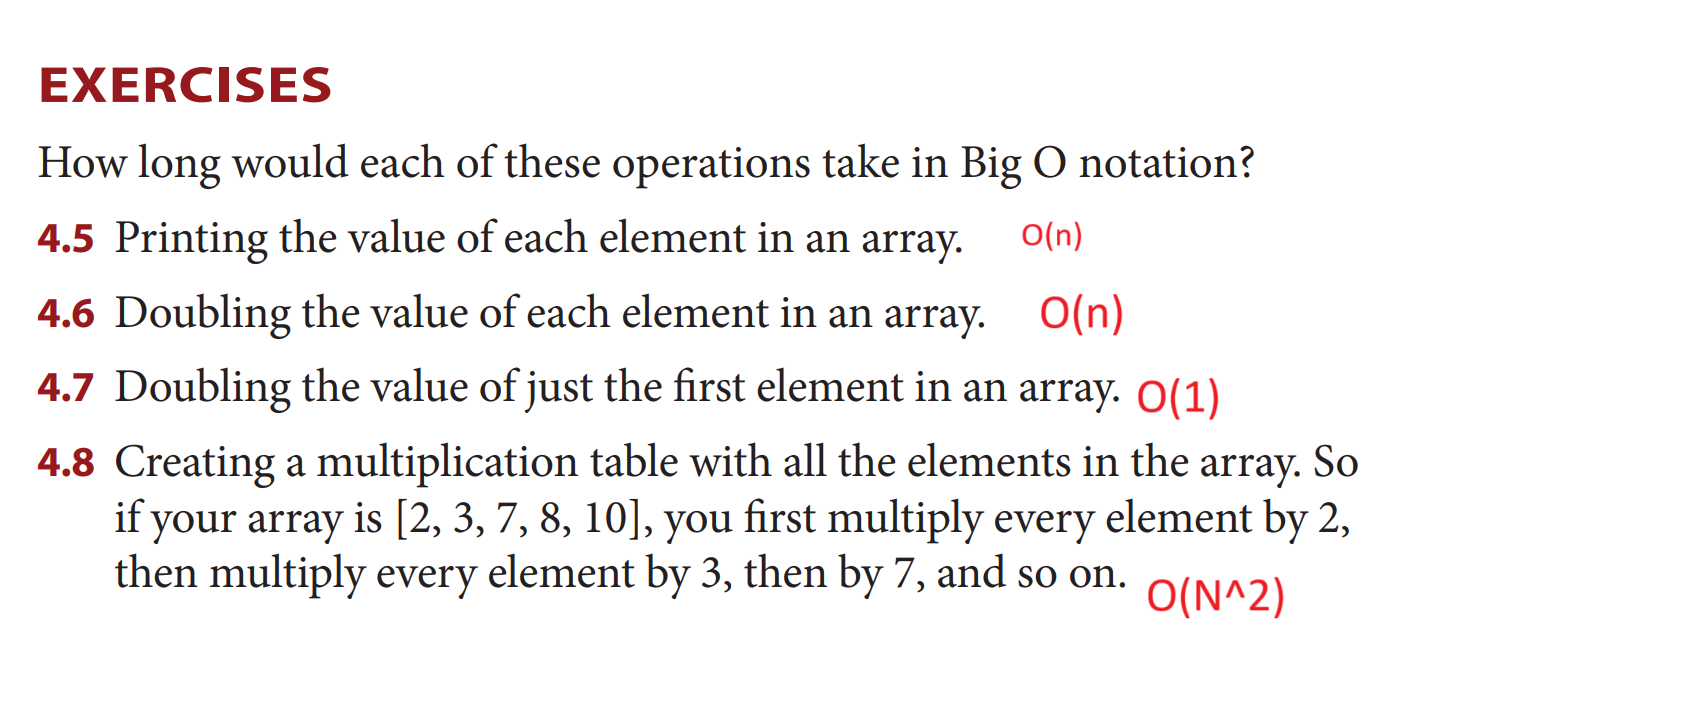 EXERCISES
How long would each of these operations take in Big O notation?
4.5 Printing the value of each element in an array. O(n)
4.6 Doubling the value of each element in an array. O(n)
4.7 Doubling the value of just the first element in an array. O(1)
4.8 Creating a multiplication table with all the elements in the array. So
if your array is [2, 3, 7, 8, 10], you first multiply every element by 2,
then multiply every element by 3, then by 7, and so on. O(N^2)